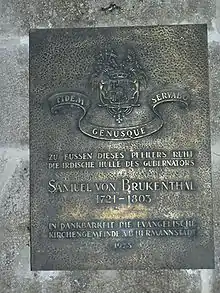 FIDEM SERVABO
GENUSQUE
ZU FÜSSEN DIESES PFEILERS RUHT
DIE IRDISCHE HÜLLE DES GUBERNATORS
SAMUEL VON BRUKENTHAL
1721-1803
IN DANKBARKEIT DIE EVANGELISCHE
KIRCHENGEMEINDE A.B. HERMANNSTADT